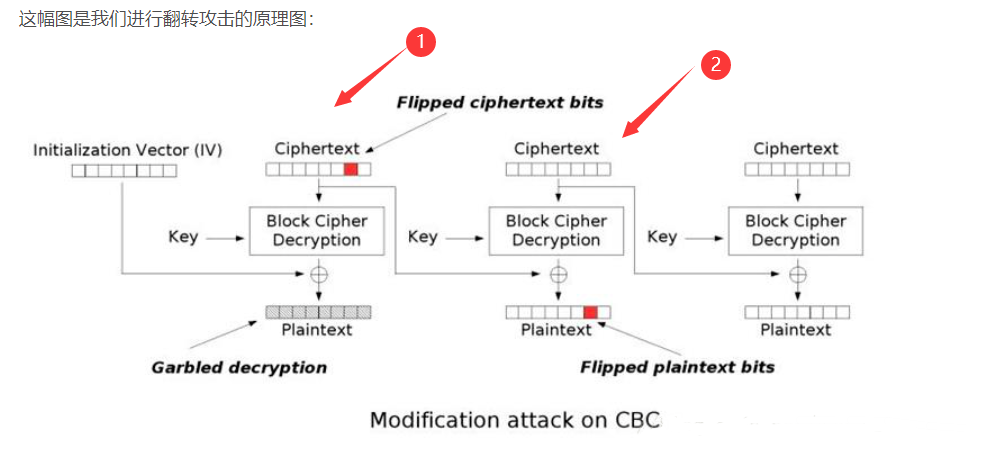 这幅图是我们进行翻转攻击的原理图：
1
2
Flipped ciphertext bits
Initialization Vector (IV)
Ciphertext
Ciphertext
Ciphertext
Key
Block Cipher
Decryption
Key
Block Cipher
Decryption
Key
Block Cipher
Decryption
Plaintext
Plaintext
Plaintext
Garbled decryption
Flipped plaintext bits
Modification attack on CBC